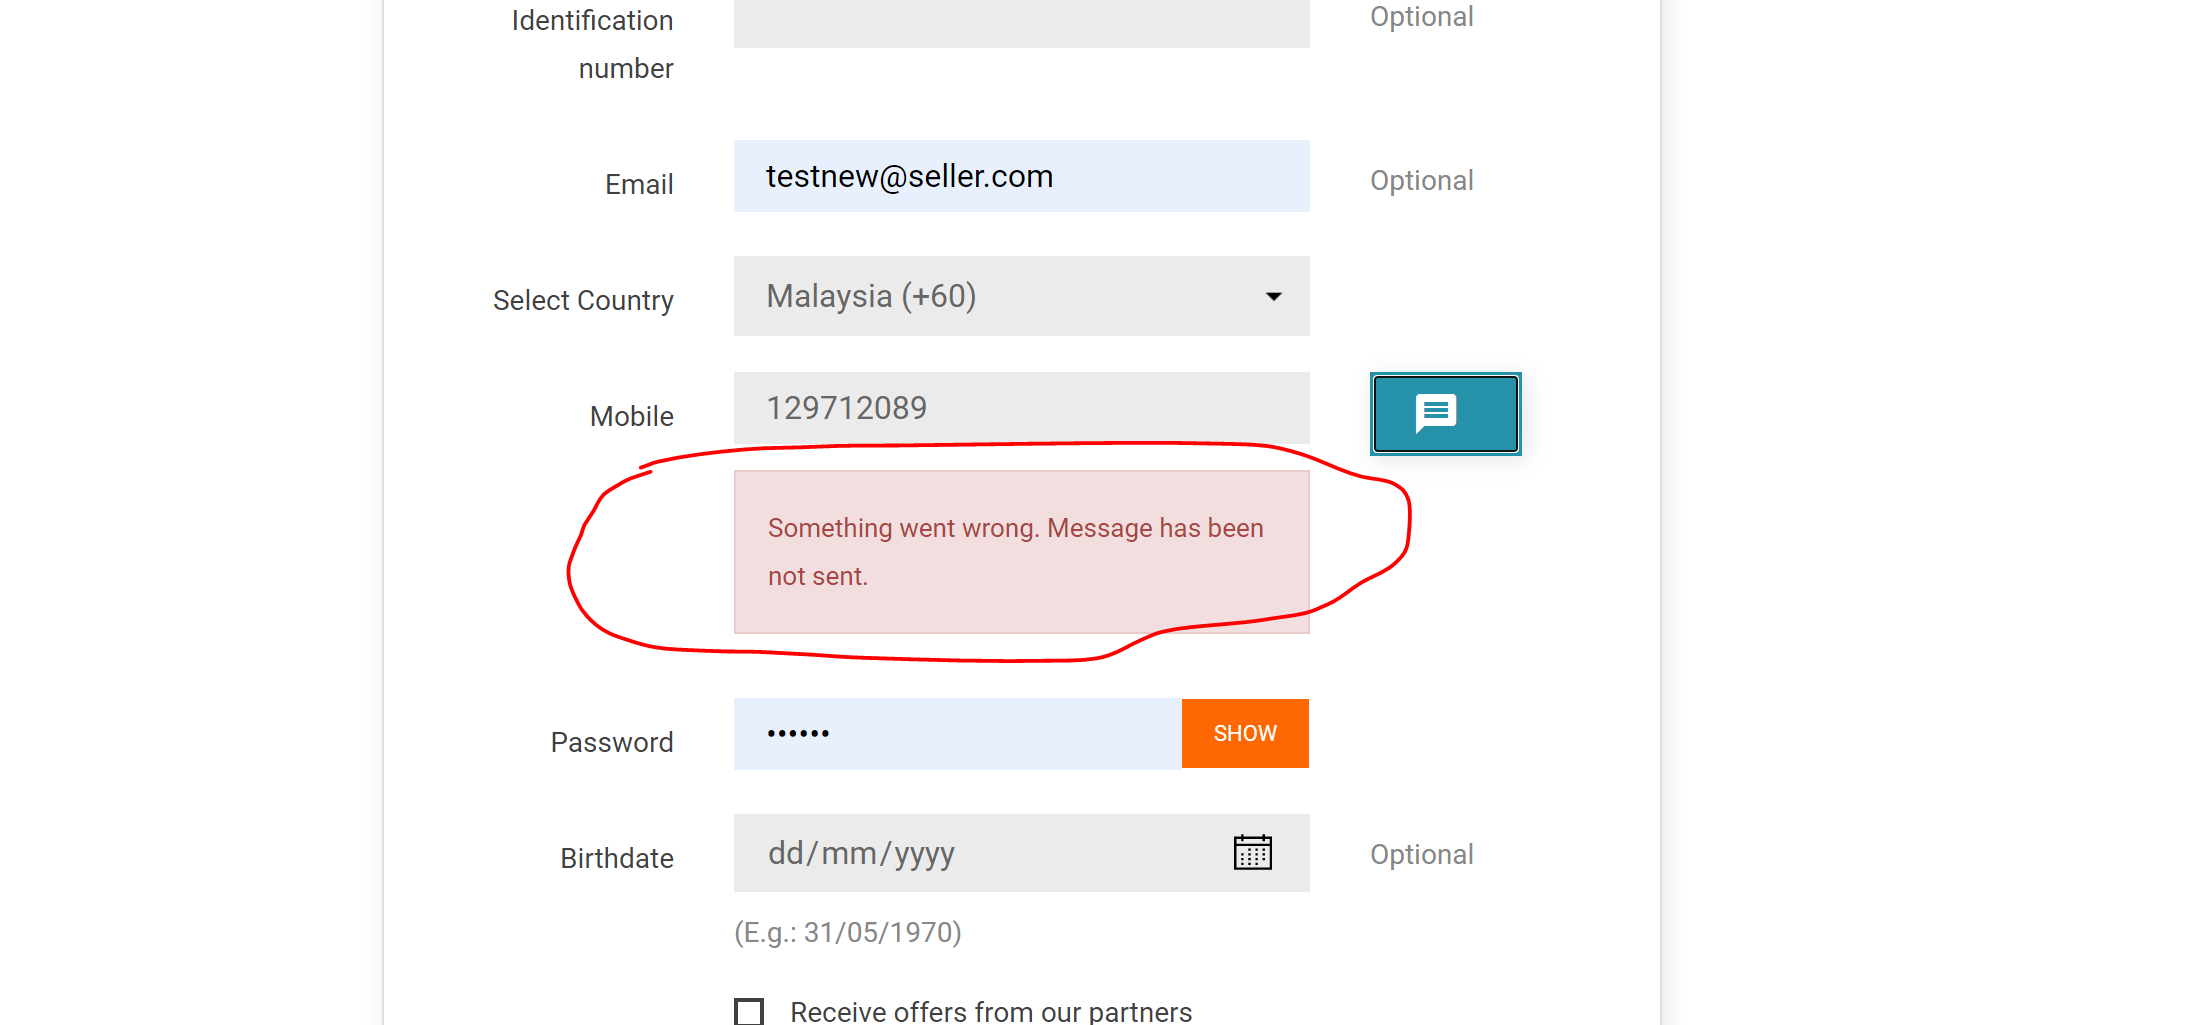 Identification
number
Optional
Email
testnew@seller.com
Optional
Select Country
Malaysia (+60)
Mobile
129712089
Something went wrong. Message has been
not sent.
Password
••••••
SHOW
Birthdate
dd/mm/yyyy
Optional
(E.g.: 31/05/1970)
Receive offers from our partners